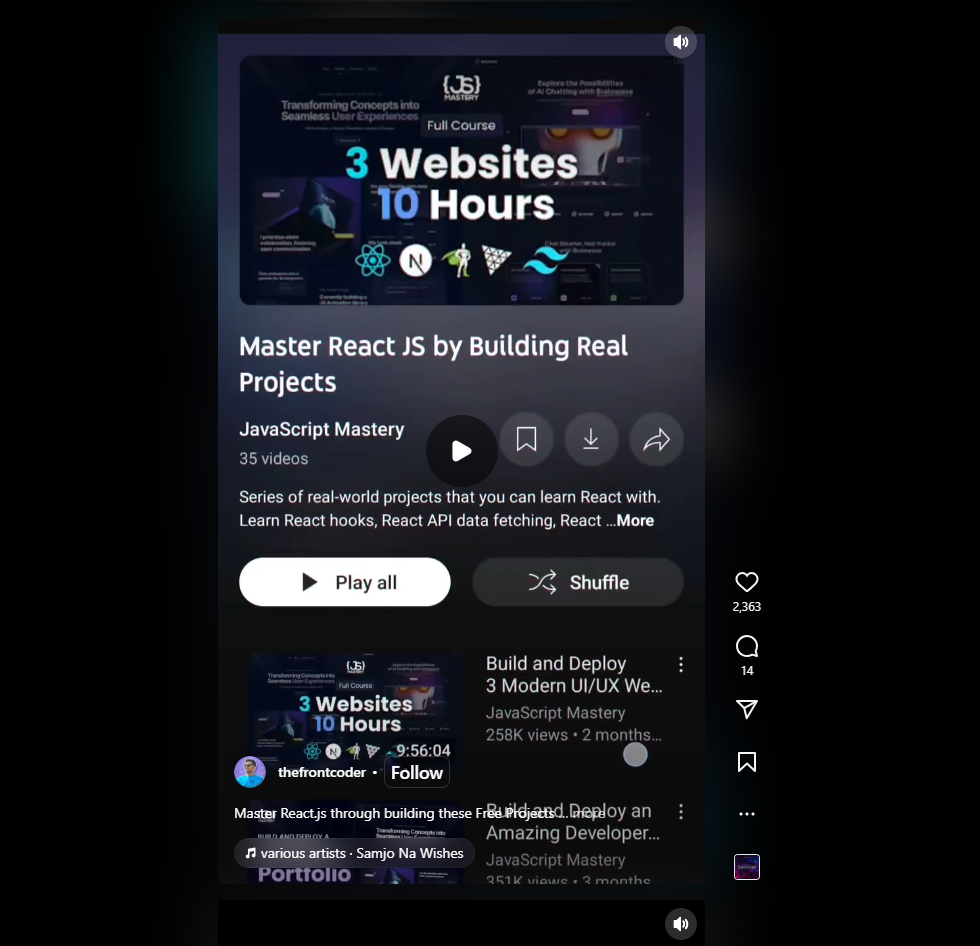 {JS}
MASTERY
Transforming Concepts into
Seamless User Experiences
Explore the Possibilities
of AI Chatting with Brainwave
Full Course
3 Websites
10 Hours
N
Master React JS by Building Real
Projects
JavaScript Mastery
35 videos
Series of real-world projects that you can learn React with.
Learn React hooks, React API data fetching, React ...More
Play all
Shuffle
2,363
14
{JS}
MASTERY
Transforming Concepts into
Full Course
3 Websites
10 Hours
N
9:56:04
Build and Deploy
3 Modern UI/UX We...
JavaScript Mastery
258K views • 2 months...
thefrontcoder •
Follow
Master React.js through building these Free Projects ... more
Build and Deploy an
Amazing Developer...
JavaScript Mastery
351K views • 3 months
BUILD AND DEPLOY A
various artists · Samjo Na Wishes
Portfolio